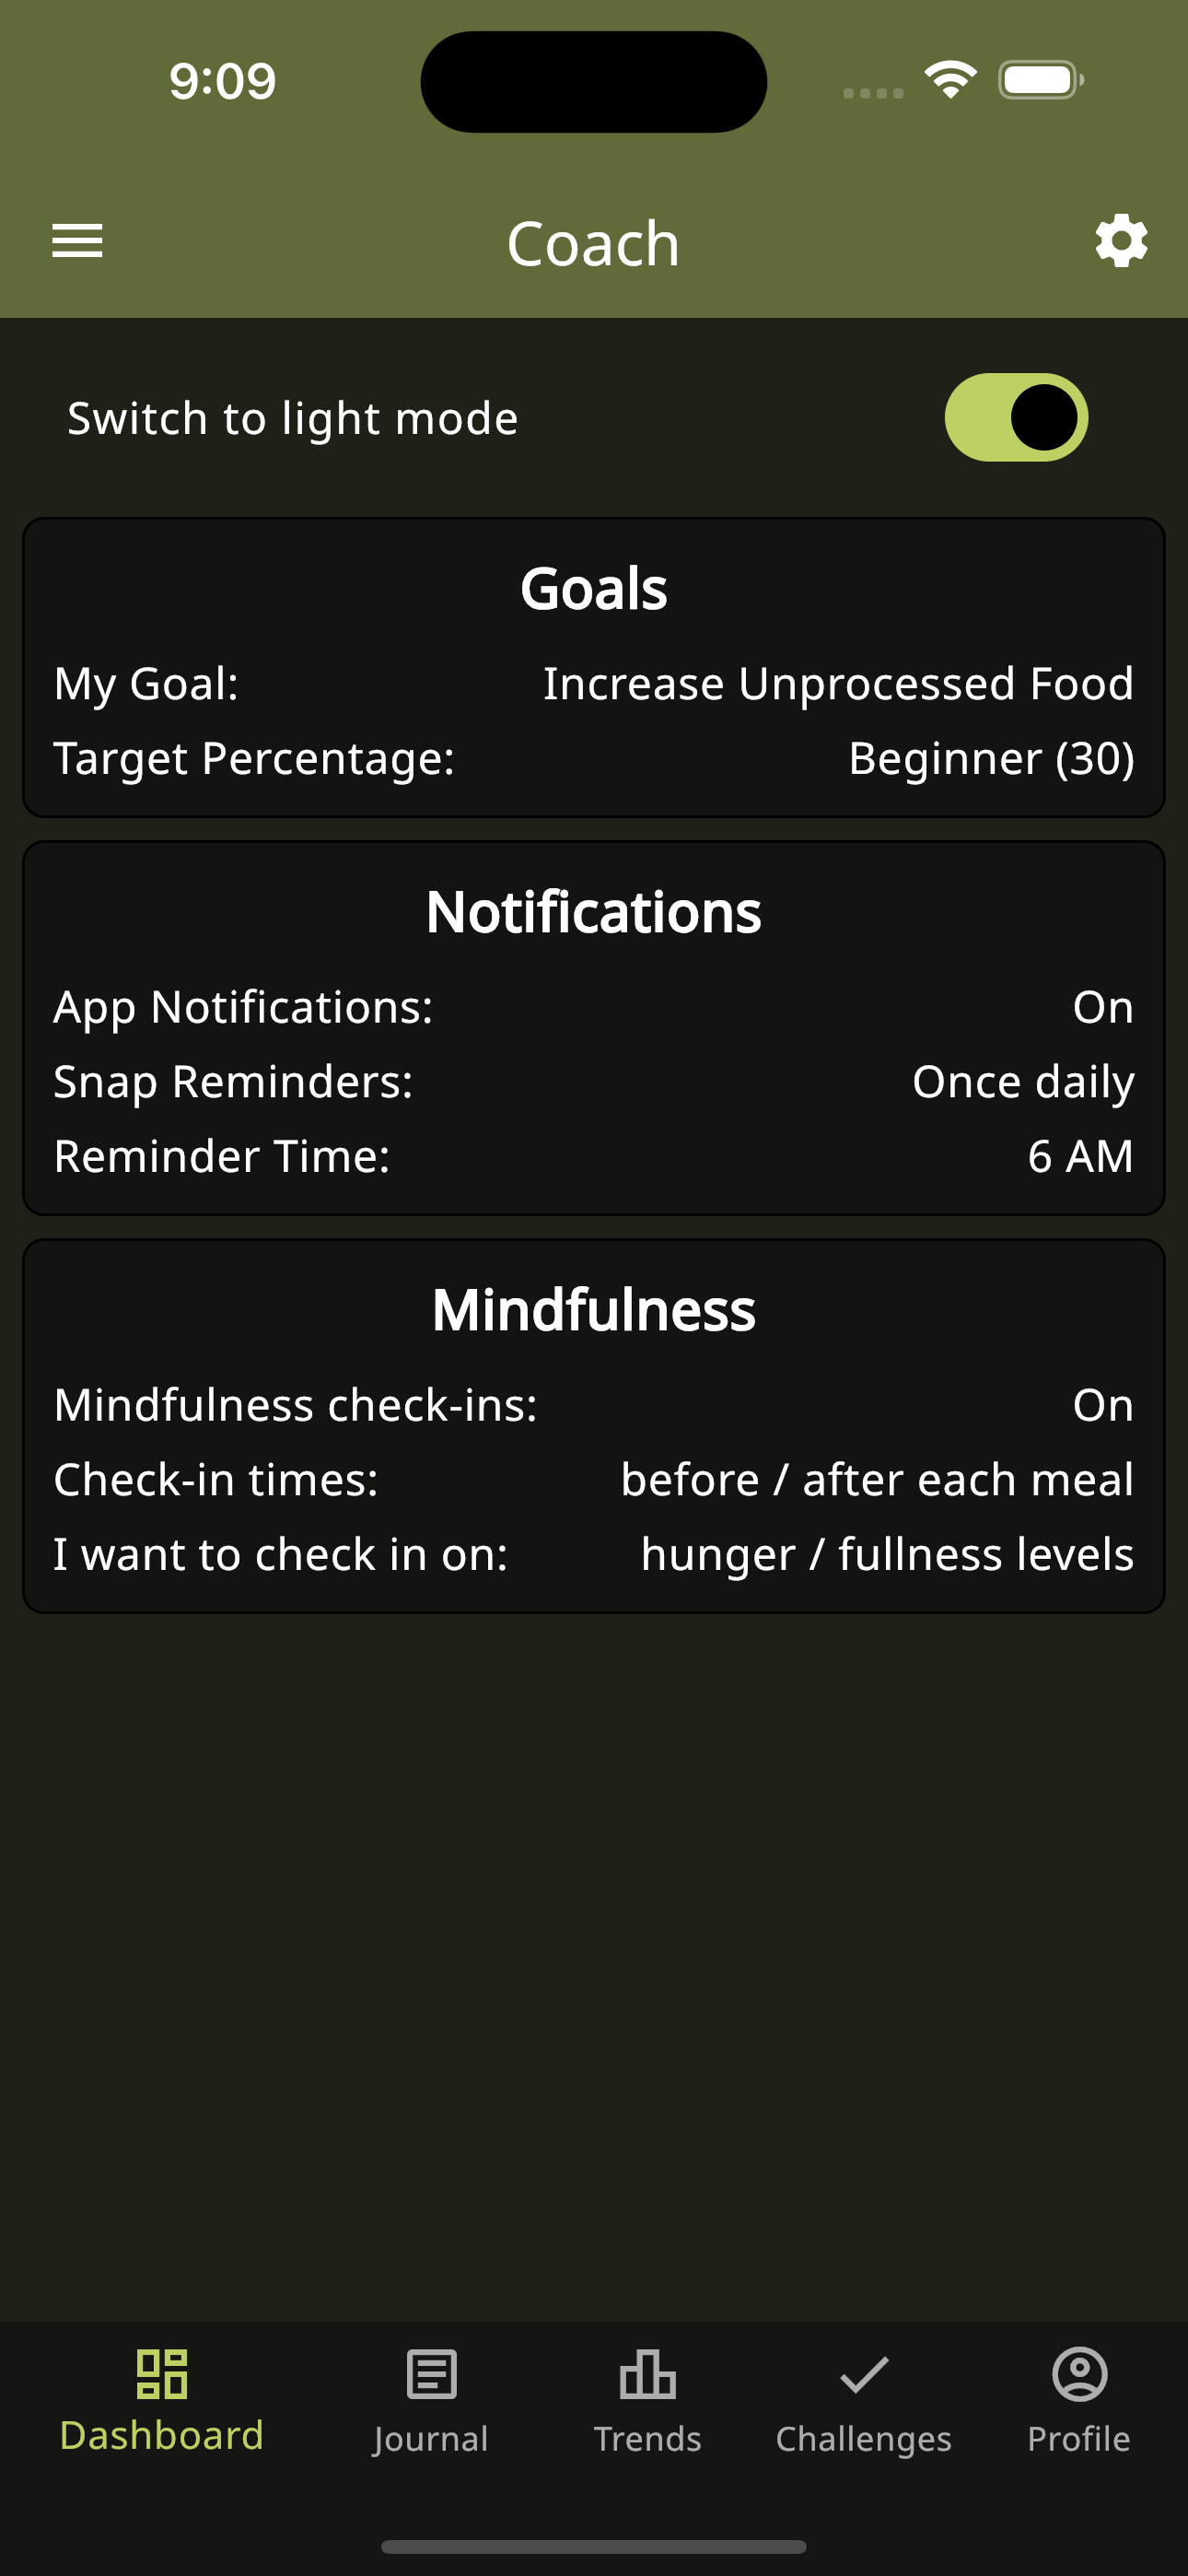 9:09
Coach
Switch to light mode
Goals
My Goal: Increase Unprocessed Food
Target Percentage: Beginner (30)
Notifications
App Notifications: On
Snap Reminders: Once daily
Reminder Time: 6 AM
Mindfulness
Mindfulness check-ins: On
Check-in times: before / after each meal
I want to check in on: hunger / fullness levels
Dashboard Journal Trends Challenges Profile